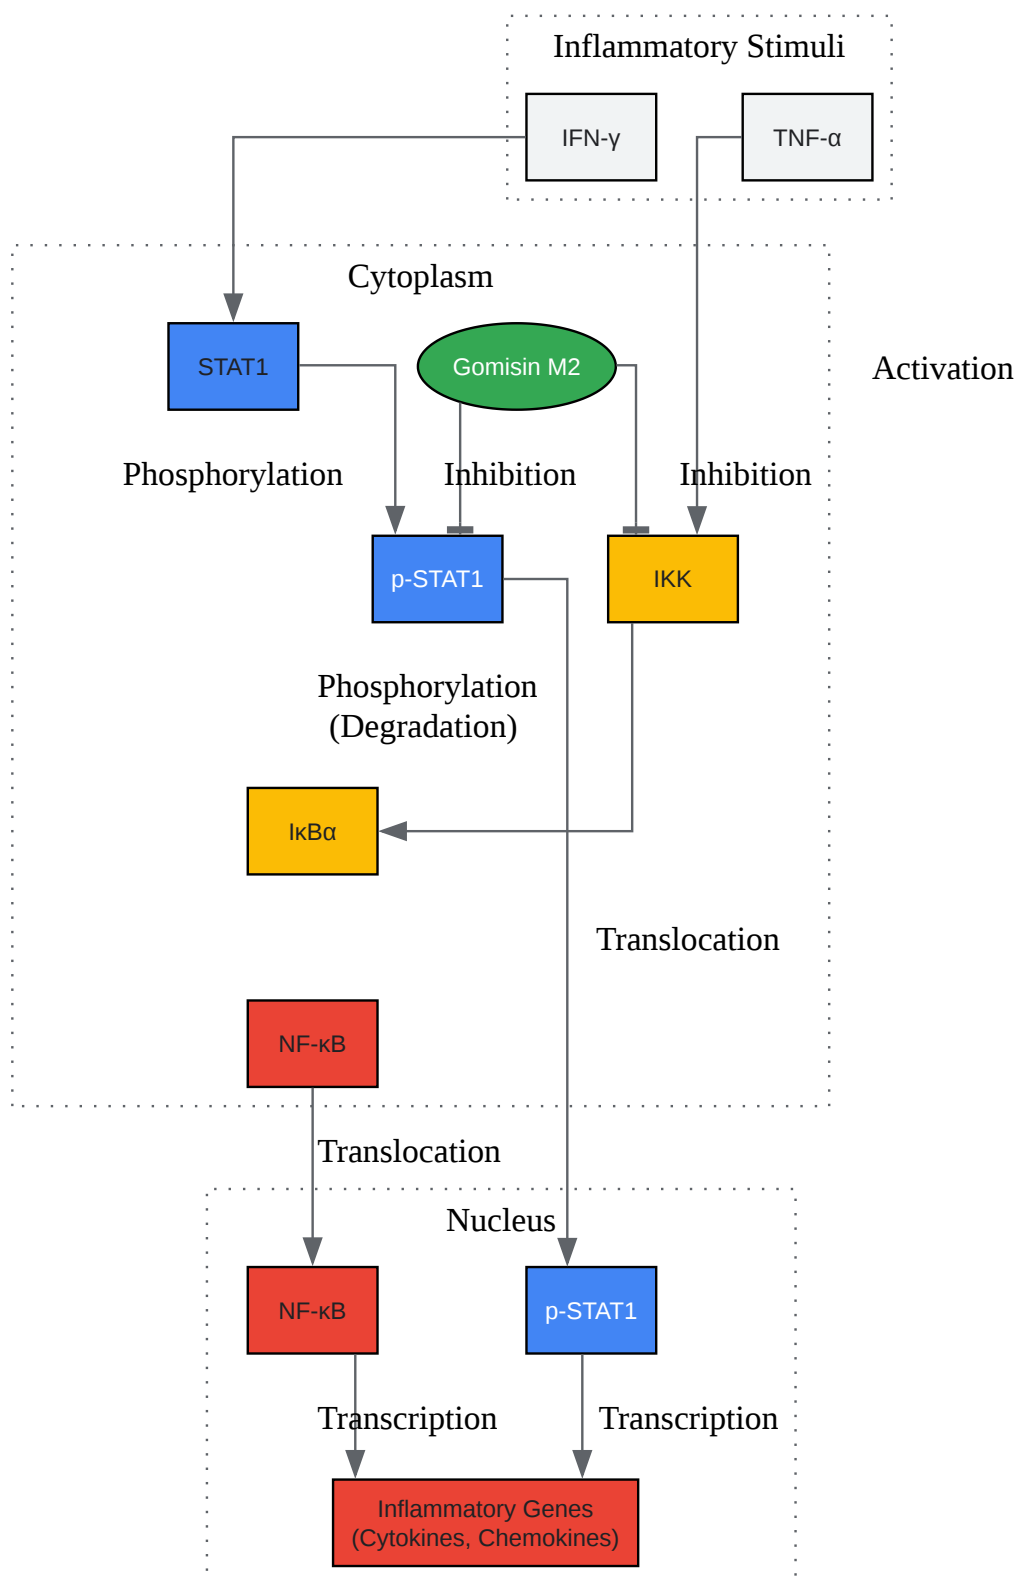 Inflammatory Stimuli
IFN-γ
TNF-α
Cytoplasm
STAT1
Gomisin M2
Activation
Phosphorylation
Inhibition
Inhibition
p-STAT1
IKK
Phosphorylation
(Degradation)
IκBα
Translocation
NF-κB
Translocation
Nucleus
NF-κB
p-STAT1
Transcription
Transcription
Inflammatory Genes
(Cytokines, Chemokines)